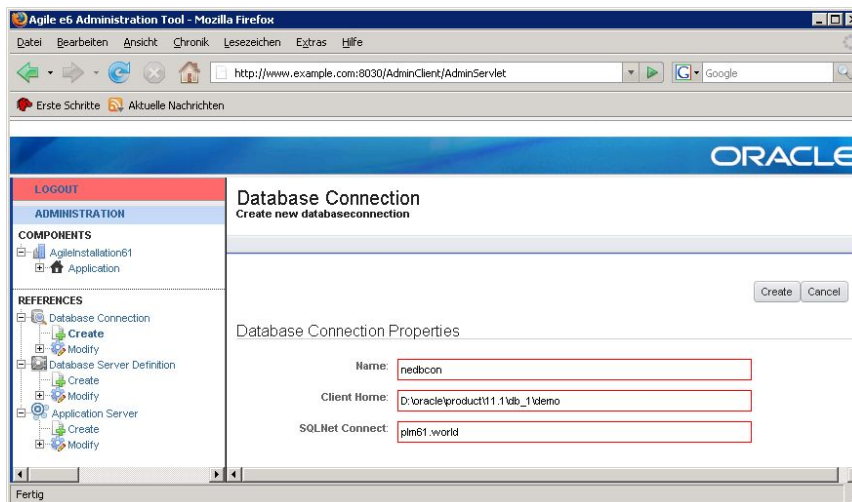 Agile e6 Administration Tool - Mozilla Firefox
Datei Bearbeiten Ansicht Chronik Lesezeichen Extras Hilfe
http://www.example.com:8030/AdminClient/AdminServlet
G Google
Erste Schritte Aktuelle Nachrichten
ORACLE
LOGOUT
ADMINISTRATION
COMPONENTS
AgileInstallation61
Application
REFERENCES
Database Connection
Create
Modify
Database Server Definition
Create
Modify
Application Server
Create
Modify
Database Connection
Create new databaseconnection
Create Cancel
Database Connection Properties
Name: nedbcon
Client Home: D:\oracle\product\11.1\db_1\demo
SQLNet Connect: plm61.world
Fertig